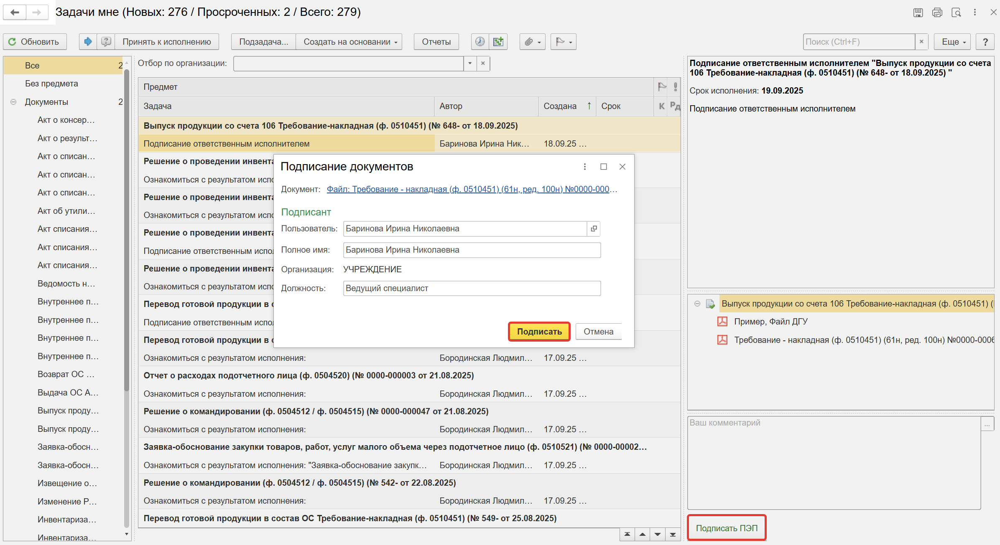 Задачи мне (Новых: 276 / Просроченных: 2 / Всего: 279)
Обновить
Принять к исполнению
Подзадача...
Создать на основании
Отчеты
Поиск (Ctrl+F)
×
Еще
?
Все 2
Без предмета
Документы 2
Акт о консер...
Акт о результ...
Акт о списан...
Акт о списан...
Акт о списан...
Акт об утили...
Акт списания...
Акт списания...
Акт списания...
Ведомость н...
Внутреннее п...
Внутреннее п...
Внутреннее п...
Внутреннее п...
Возврат ОС ...
Выдача ОС А...
Выпуск проду...
Выпуск проду...
Заявка-обосн...
Заявка-обосн...
Извещение о...
Изменение Р...
Инвентариза...
Инвентариза...
Отбор по организации:
Предмет
Задача Автор Создана ↑ Срок К Рд
Выпуск продукции со счета 106 Требование-накладная (ф. 0510451) (№ 648- от 18.09.2025)
Подписание ответственным исполнителем Баринова Ирина Ник... 18.09.25 ...
Решение о проведении инвента
Ознакомиться с результатом испо
Решение о проведении инвента
Ознакомиться с результатом испо
Решение о проведении инвента
Подписание ответственным испол
Решение о проведении инвента
Ознакомиться с результатом испо
Перевод готовой продукции в с
Подписание ответственным испол
Перевод готовой продукции в с
Ознакомиться с результатом исполнения: Бородинская Людмил... 17.09.25 ...
Отчет о расходах подотчетного лица (ф. 0504520) (№ 0000-000003 от 21.08.2025)
Ознакомиться с результатом исполнения: Бородинская Людмил... 17.09.25 ...
Решение о командировании (ф. 0504512 / ф. 0504515) (№ 0000-000047 от 21.08.2025)
Ознакомиться с результатом исполнения: Бородинская Людмил... 17.09.25 ...
Заявка-обоснование закупки товаров, работ, услуг малого объема через подотчетное лицо (ф. 0510521) (№ 0000-00002...
Ознакомиться с результатом исполнения: "Заявка-обоснование закупк... Бородинская Людмил... 17.09.25 ...
Решение о командировании (ф. 0504512 / ф. 0504515) (№ 542- от 22.08.2025)
Ознакомиться с результатом исполнения: Бородинская Людмил... 17.09.25 ...
Перевод готовой продукции в состав ОС Требование-накладная (ф. 0510451) (№ 549- от 25.08.2025)
Подписание документов
Документ: Файл: Требование - накладная (ф. 0510451) (61н, ред. 100н) №0000-000...
Подписант
Пользователь: Баринова Ирина Николаевна
Полное имя: Баринова Ирина Николаевна
Организация: УЧРЕЖДЕНИЕ
Должность: Ведущий специалист
Подписать
Отмена
Подписание ответственным исполнителем "Выпуск продукции со счета
106 Требование-накладная (ф. 0510451) (№ 648- от 18.09.2025) "
Срок исполнения: 19.09.2025
Подписание ответственным исполнителем
Выпуск продукции со счета 106 Требование-накладная (ф. 0510451) (
Пример, Файл ДГУ
Требование - накладная (ф. 0510451) (61н, ред. 100н) №0000-0006
Ваш комментарий
...
Подписать ПЭП